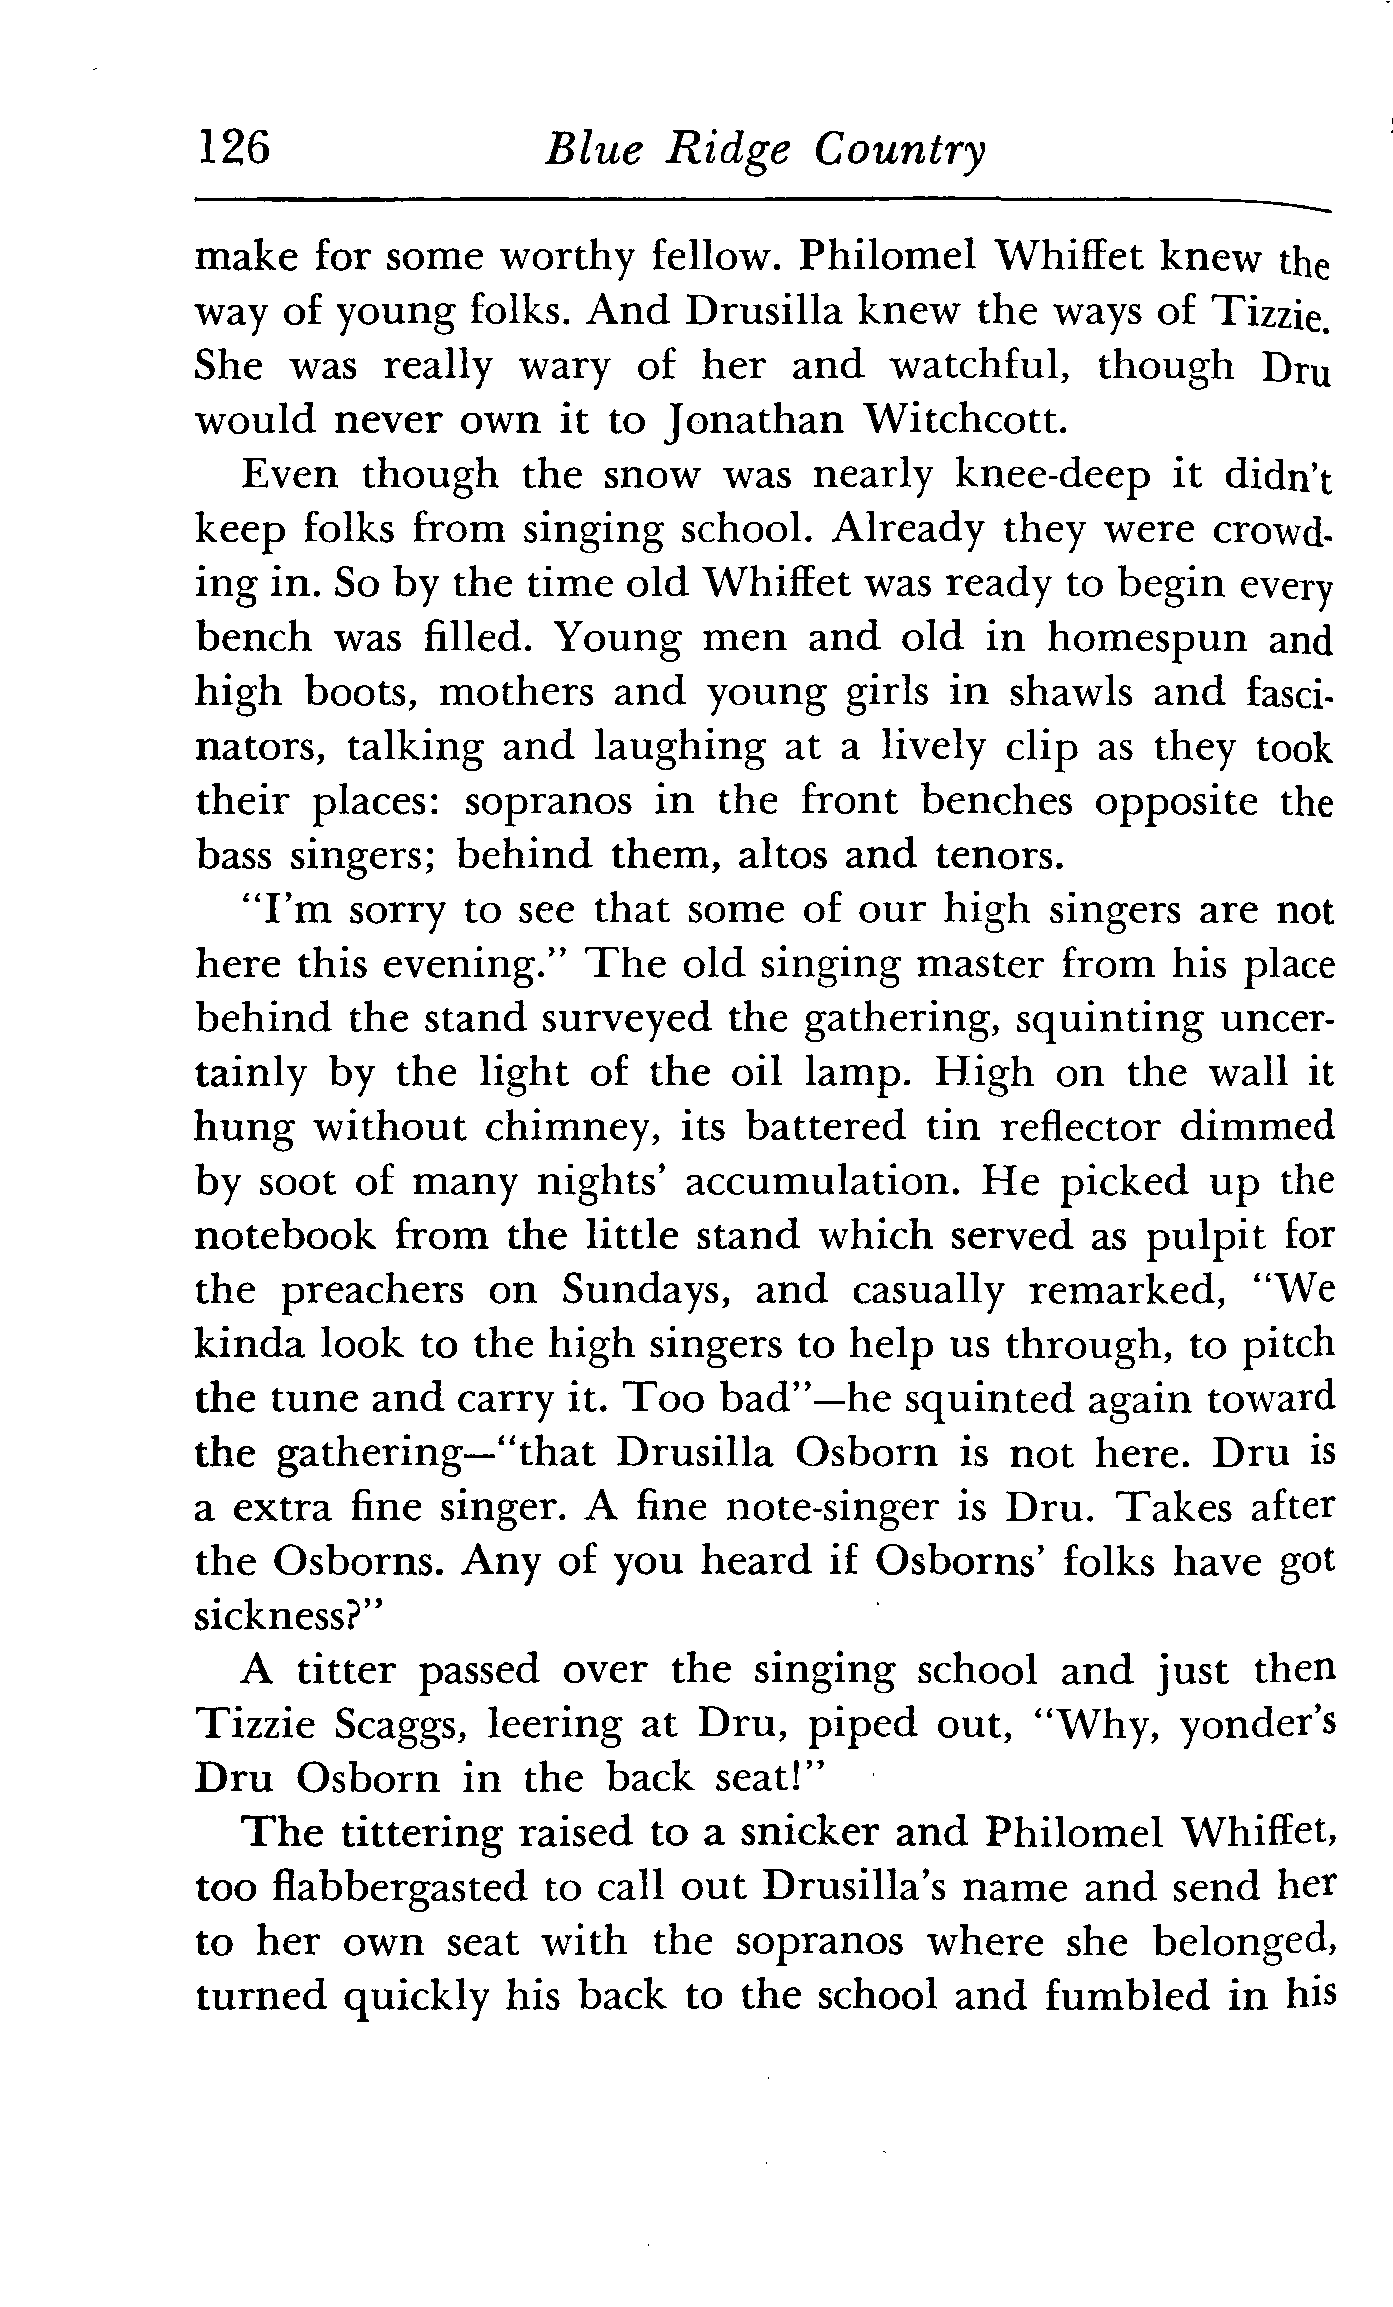 126 Blue Ridge Country
make for some worthy fellow. Philomel Whiffet knew the
way of young folks. And Drusilla knew the ways of Tizzie.
She was really wary of her and watchful, though Dru
would never own it to Jonathan Witchcott.
Even though the snow was nearly knee-deep it didn't
keep folks from singing school. Already they were crowd-
ing in. So by the time old Whiffet was ready to begin every
bench was filled. Young men and old in homespun and
high boots, mothers and young girls in shawls and fasci-
nators, talking and laughing at a lively clip as they took
their places: sopranos in the front benches opposite the
bass singers; behind them, altos and tenors.
"I'm sorry to see that some of our high singers are not
here this evening." The old singing master from his place
behind the stand surveyed the gathering, squinting uncer-
tainly by the light of the oil lamp. High on the wall it
hung without chimney, its battered tin reflector dimmed
by soot of many nights' accumulation. He picked up the
notebook from the little stand which served as pulpit for
the preachers on Sundays, and casually remarked, "We
kinda look to the high singers to help us through, to pitch
the tune and carry it. Too bad"—he squinted again toward
the gathering—"that Drusilla Osborn is not here. Dru is
a extra fine singer. A fine note-singer is Dru. Takes after
the Osborns. Any of you heard if Osborns' folks have got
sickness?"
A titter passed over the singing school and just then
Tizzie Scaggs, leering at Dru, piped out, "Why, yonder's
Dru Osborn in the back seat!"
The tittering raised to a snicker and Philomel Whiffet,
too flabbergasted to call out Drusilla's name and send her
to her own seat with the sopranos where she belonged,
turned quickly his back to the school and fumbled in his